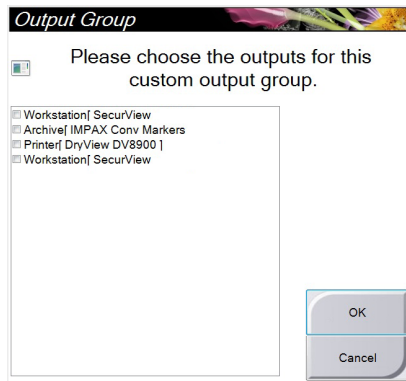 Output Group
Please choose the outputs for this
custom output group.
Workstation[ SecurView
Archive[ IMPAX Conv Markers
Printer[ DryView DV8900 ]
Workstation[ SecurView
OK
Cancel